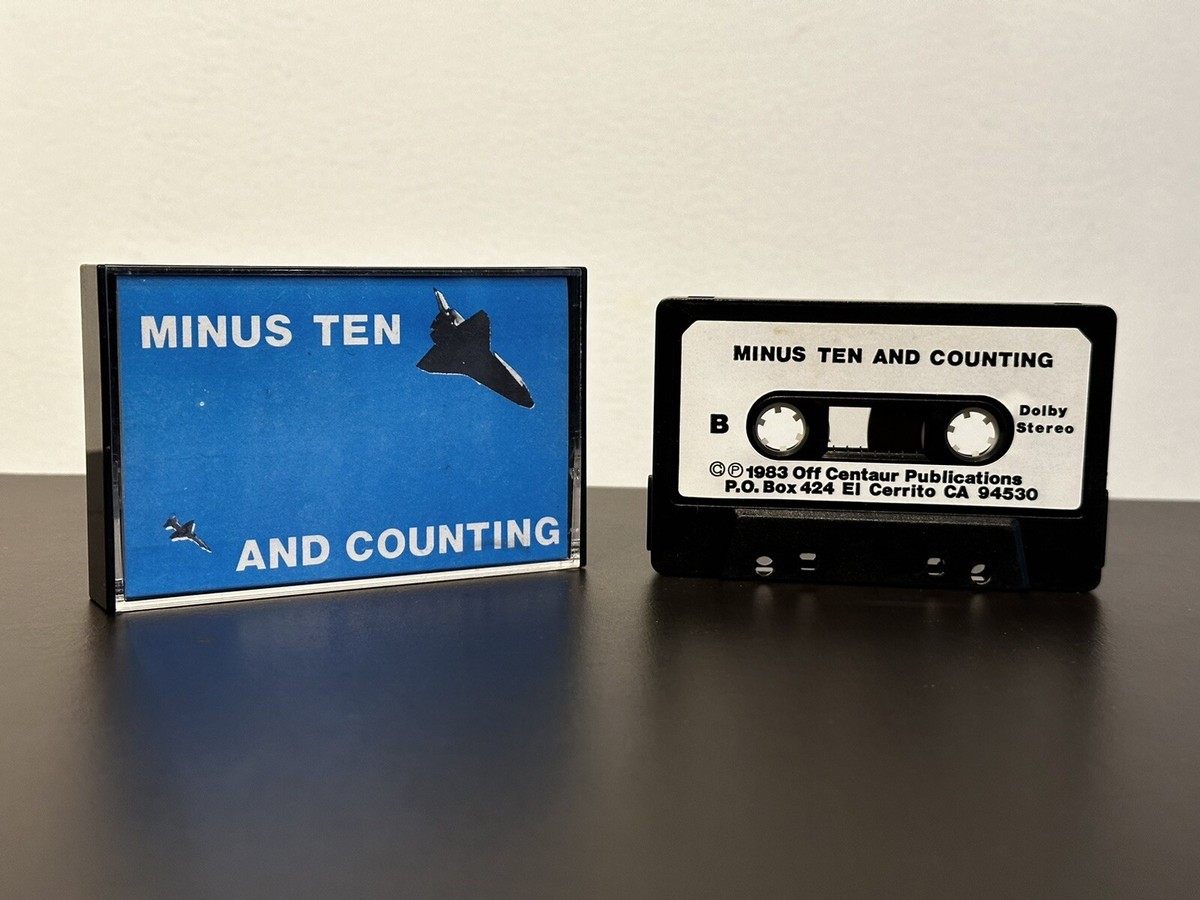 MINUS TEN
AND COUNTING
MINUS TEN AND COUNTING
B
Dolby
Stereo
©℗1983 Off Centaur Publications
P.O. Box 424 El Cerrito CA 94530